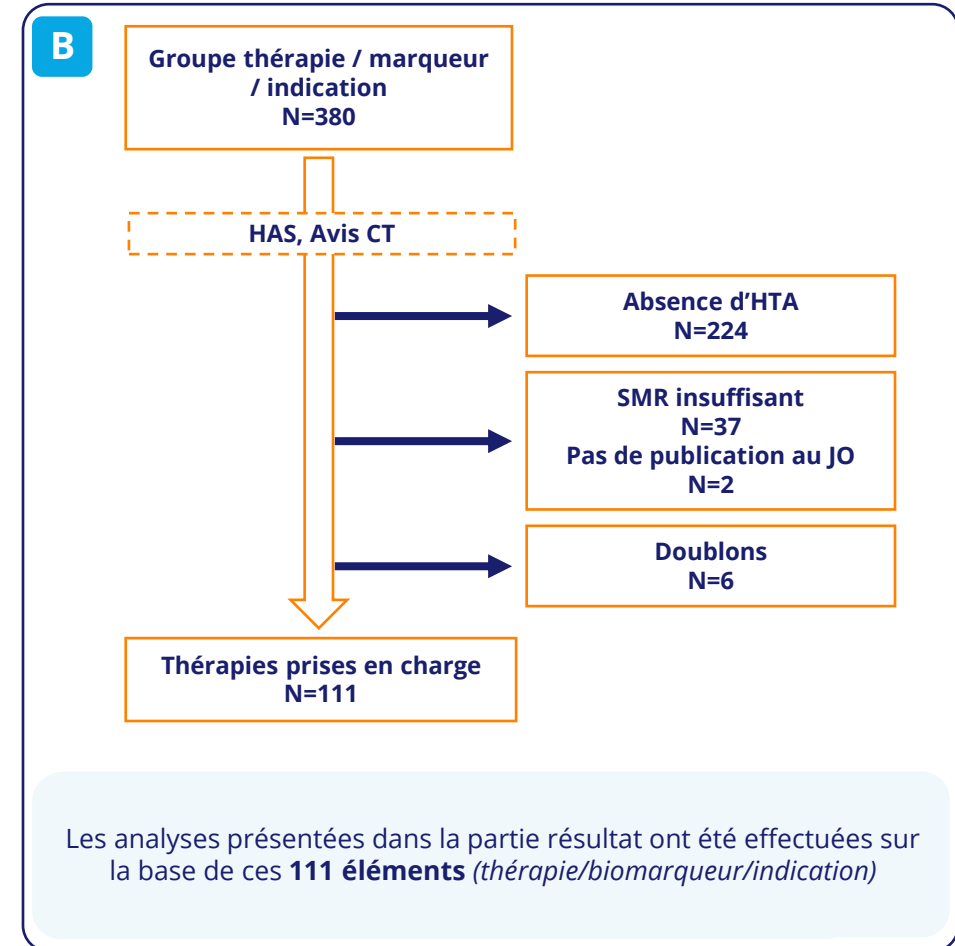 B
Groupe thérapie / marqueur
/ indication
N=380
HAS, Avis CT
Absence d’HTA
N=224
SMR insuffisant
N=37
Pas de publication au JO
N=2
Doublons
N=6
Thérapies prises en charge
N=111
Les analyses présentées dans la partie résultat ont été effectuées sur
la base de ces 111 éléments (thérapie/biomarqueur/indication)